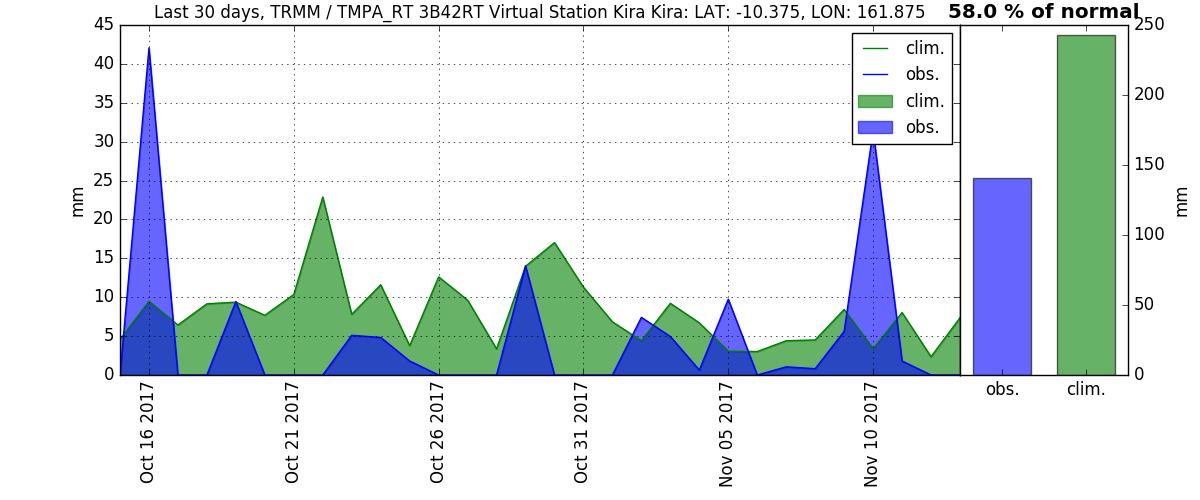 Last 30 days, TRMM / TMPA_RT 3B42RT Virtual Station Kira Kira: LAT: -10.375, LON: 161.875
58.0 % of normal
45
40
35
30
25
20
15
10
5
0
mm
clim.
obs.
clim.
obs.
Oct 16 2017
Oct 21 2017
Oct 26 2017
Oct 31 2017
Nov 05 2017
Nov 10 2017
250
200
150
100
50
0
mm
obs.
clim.